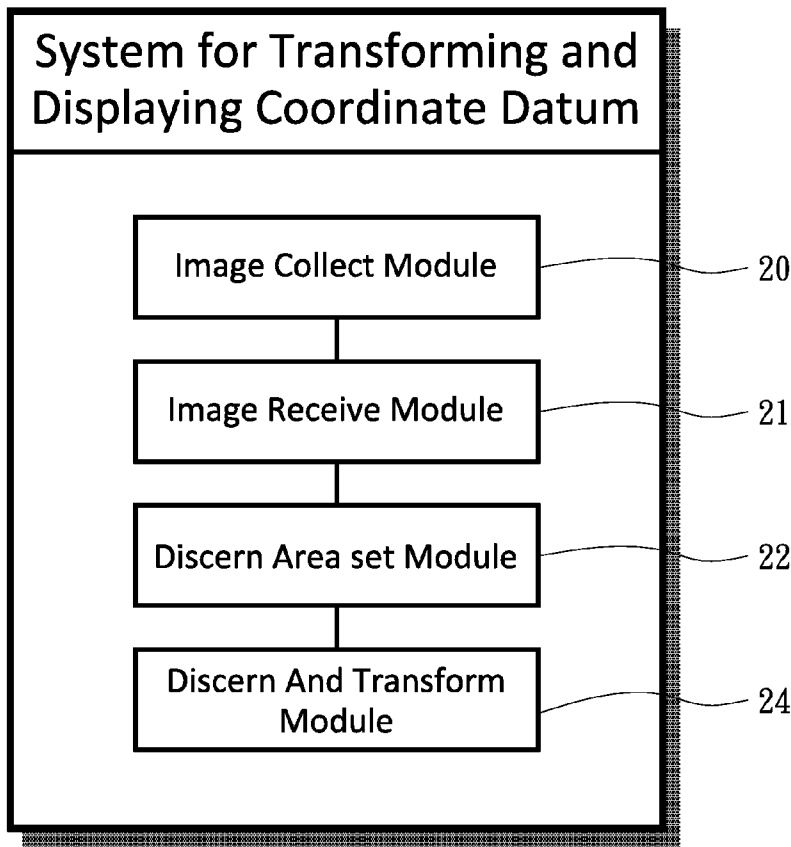 System for Transforming and
Displaying Coordinate Datum
Image Collect Module
20
Image Receive Module
21
Discern Area set Module
22
Discern And Transform
Module
24